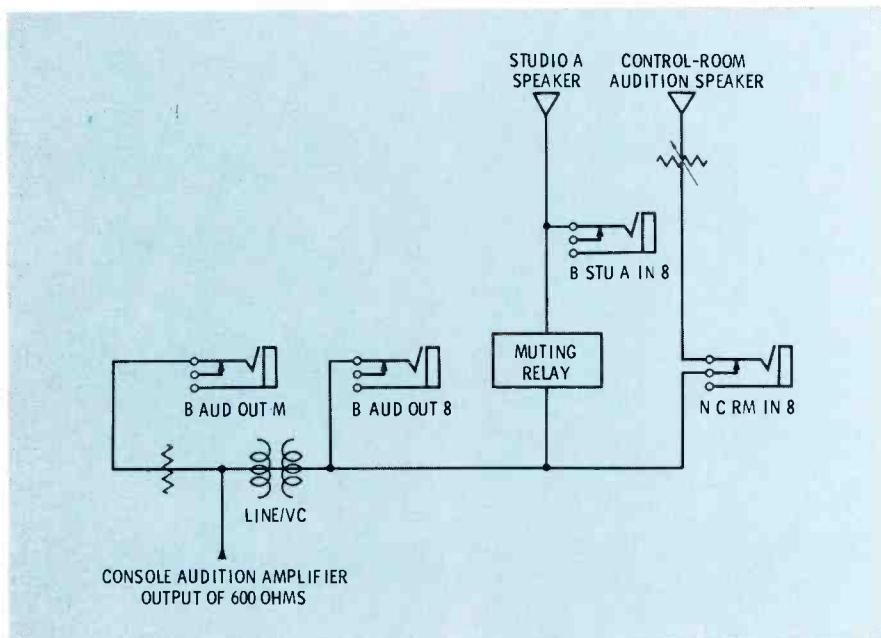 STUDIO A
SPEAKER
CONTROL-ROOM
AUDITION SPEAKER
B STU A IN 8
MUTING
RELAY
B AUD OUT M
B AUD OUT 8
N C RM IN 8
LINE/VC
CONSOLE AUDITION AMPLIFIER
OUTPUT OF 600 OHMS